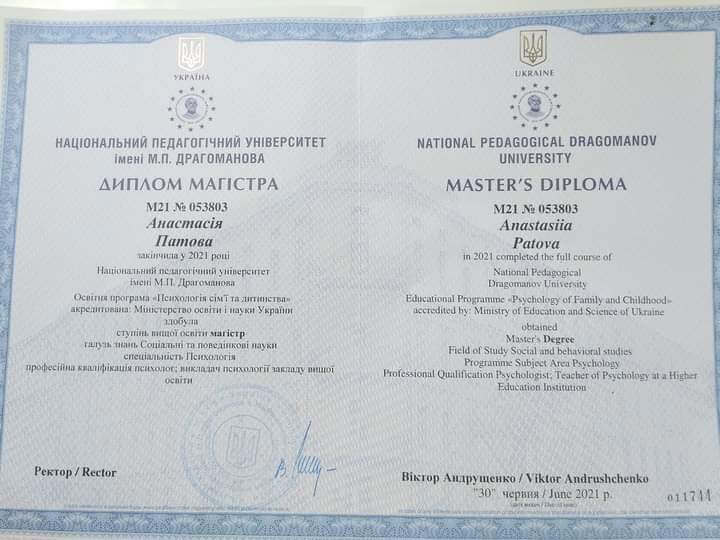 УКРАЇНА
НАЦІОНАЛЬНИЙ ПЕДАГОГІЧНИЙ УНІВЕРСИТЕТ
імені М.П. ДРАГОМАНОВА
ДИПЛОМ МАГІСТРА
М21 № 053803
Анастасія
Патова
закінчила у 2021 році
Національний педагогічний університет
імені М.П. Драгоманова
Освітня програма «Психологія сім'ї та дитинства»
акредитована: Міністерство освіти і науки України
здобула
ступінь вищої освіти магістр
галузь знань Соціальні та поведінкові науки
спеціальність Психологія
професійна кваліфікація психолог; викладач психології закладу вищої
освіти
Ректор / Rector
UKRAINE
NATIONAL PEDAGOGICAL DRAGOMANOV
UNIVERSITY
MASTER'S DIPLOMA
M21 № 053803
Anastasiia
Patova
in 2021 completed the full course of
National Pedagogical
Dragomanov University
Educational Programme «Psychology of Family and Childhood»
accredited by: Ministry of Education and Science of Ukraine
obtained
Master's Degree
Field of Study Social and behavioral studies
Programme Subject Area Psychology
Professional Qualification Psychologist; Teacher of Psychology at a Higher
Education Institution
Віктор Андрущенко / Viktor Andrushchenko
"30" червня / June 2021 р.
011744